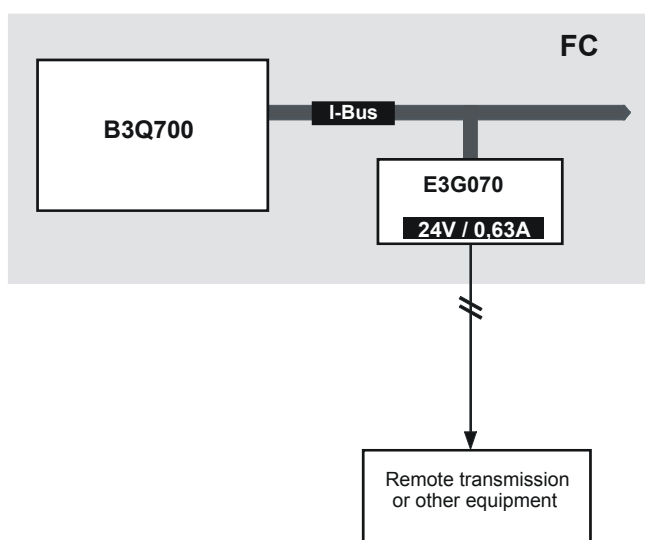 FC
B3Q700
I-Bus
E3G070
24V / 0,63A
Remote transmission
or other equipment